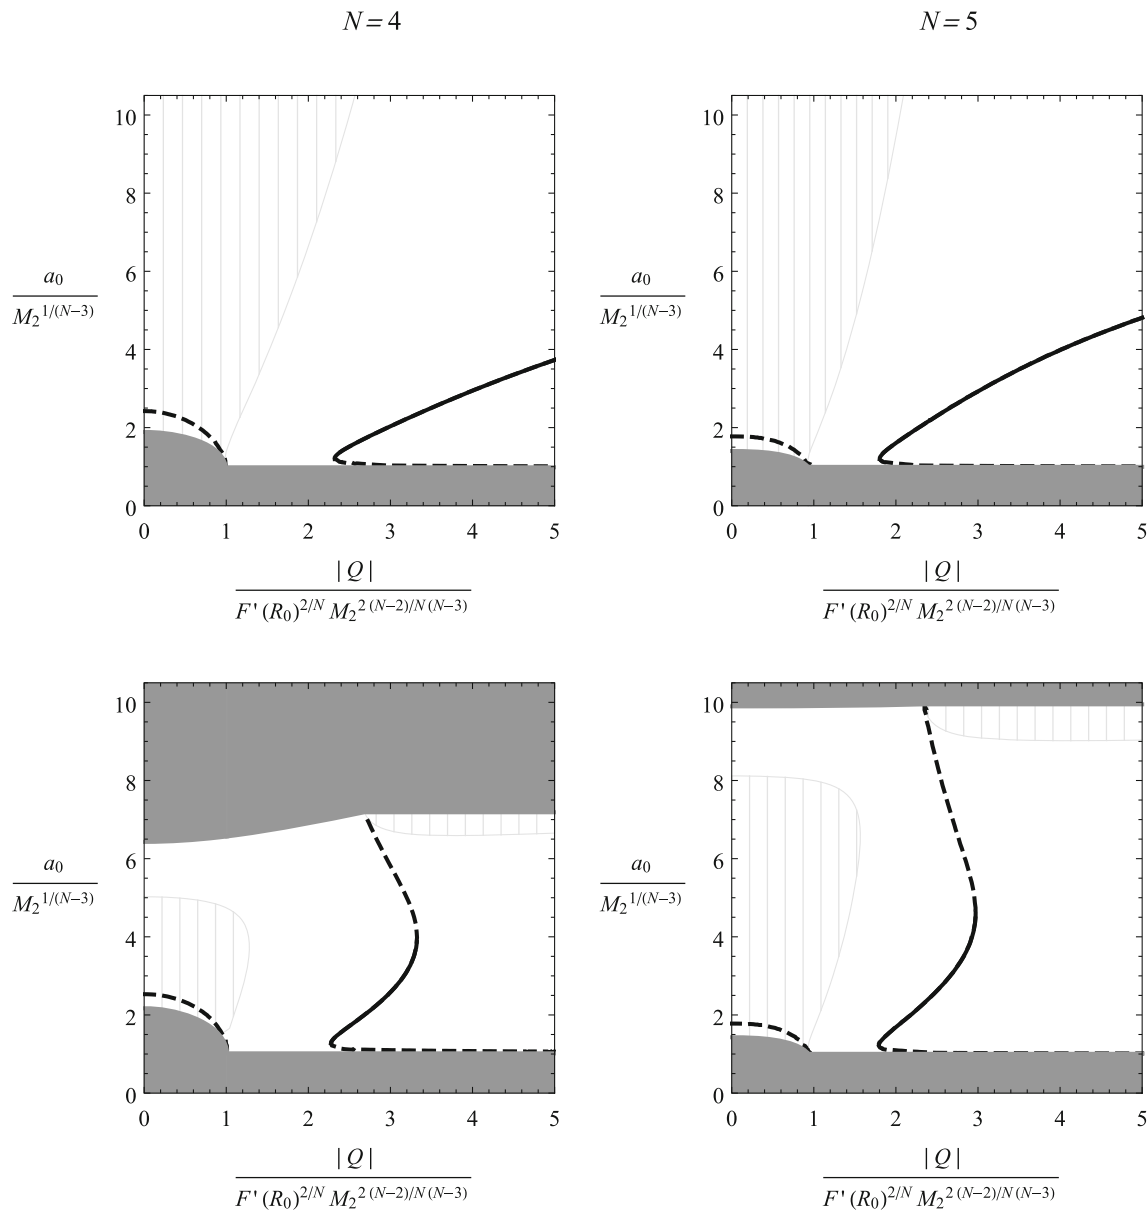 N = 4
N = 5
10
8
6
4
2
0
a₀
M₂^{1/(N−3)}
0 1 2 3 4 5
|Q|
F'(R₀)^{2/N} M₂^{2(N−2)/N(N−3)}
10
8
6
4
2
0
a₀
M₂^{1/(N−3)}
0 1 2 3 4 5
|Q|
F'(R₀)^{2/N} M₂^{2(N−2)/N(N−3)}
10
8
6
4
2
0
a₀
M₂^{1/(N−3)}
0 1 2 3 4 5
|Q|
F'(R₀)^{2/N} M₂^{2(N−2)/N(N−3)}
10
8
6
4
2
0
a₀
M₂^{1/(N−3)}
0 1 2 3 4 5
|Q|
F'(R₀)^{2/N} M₂^{2(N−2)/N(N−3)}